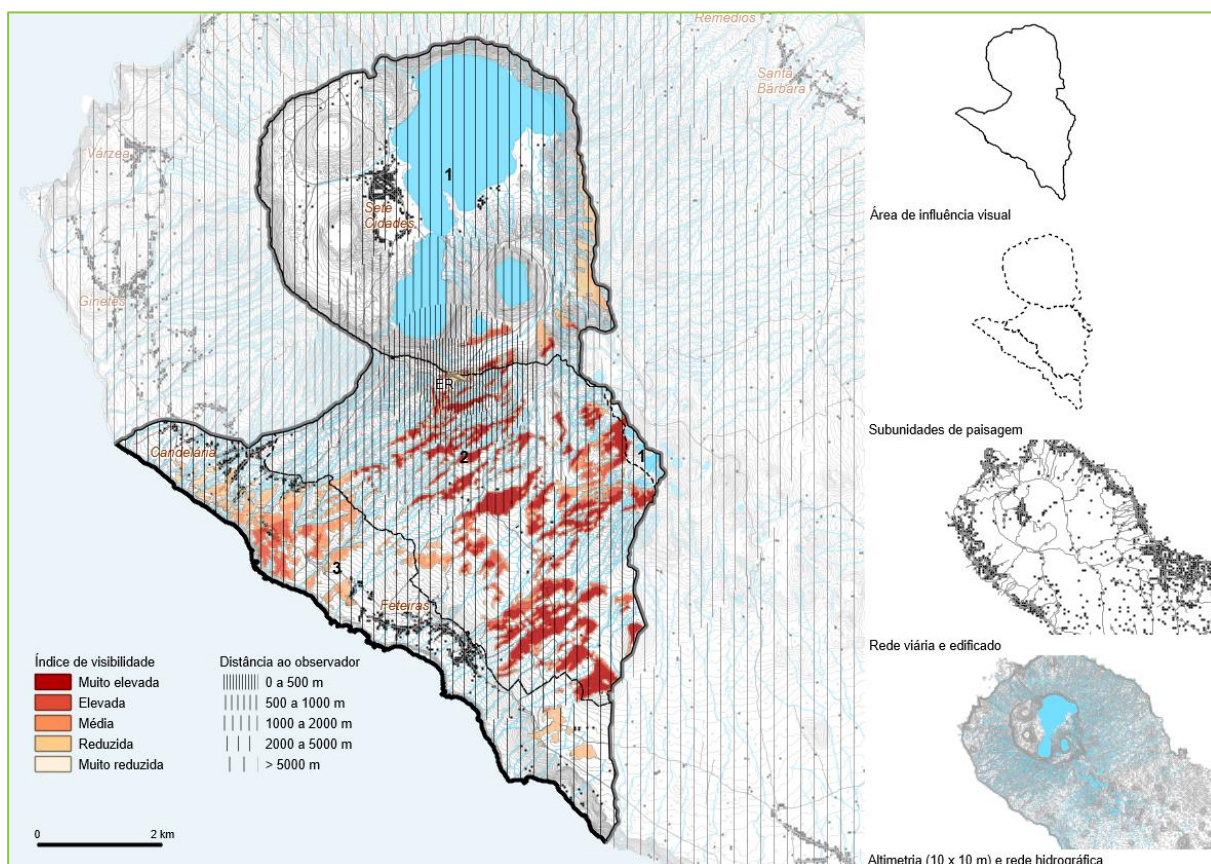 Remédios
Santa
Bárbara
Várzea
1
Sete
Cidades
Ginetes
ER
Candelária
2
1
3
Feteiras
Índice de visibilidade
Muito elevada
Elevada
Média
Reduzida
Muito reduzida
Distância ao observador
0 a 500 m
500 a 1000 m
1000 a 2000 m
2000 a 5000 m
> 5000 m
0
2 km
Área de influência visual
Subunidades de paisagem
Rede viária e edificado
Altimetria (10 x 10 m) e rede hidrográfica